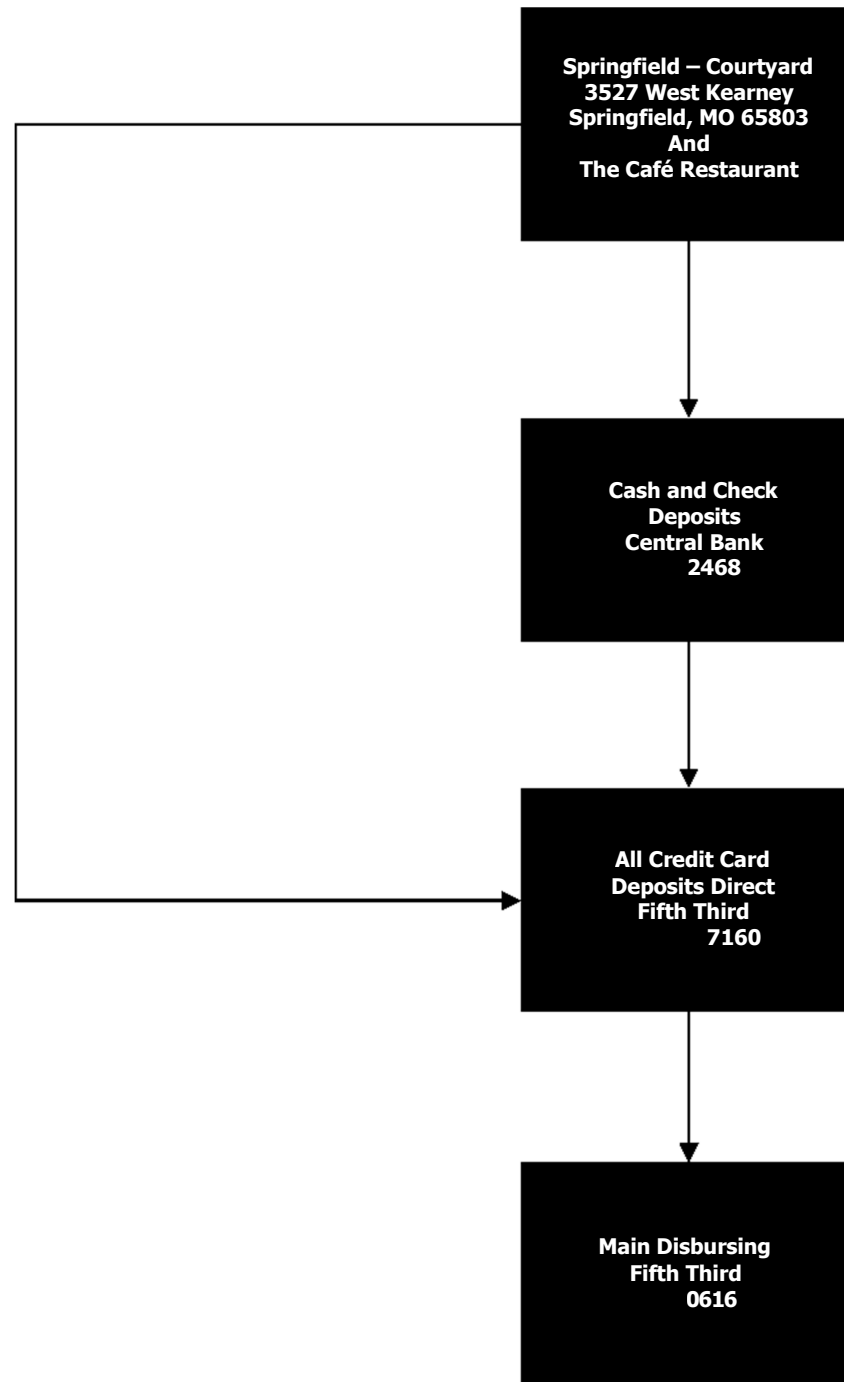 Springfield – Courtyard
3527 West Kearney
Springfield, MO 65803
And
The Café Restaurant
Cash and Check
Deposits
Central Bank
2468
All Credit Card
Deposits Direct
Fifth Third
7160
Main Disbursing
Fifth Third
0616